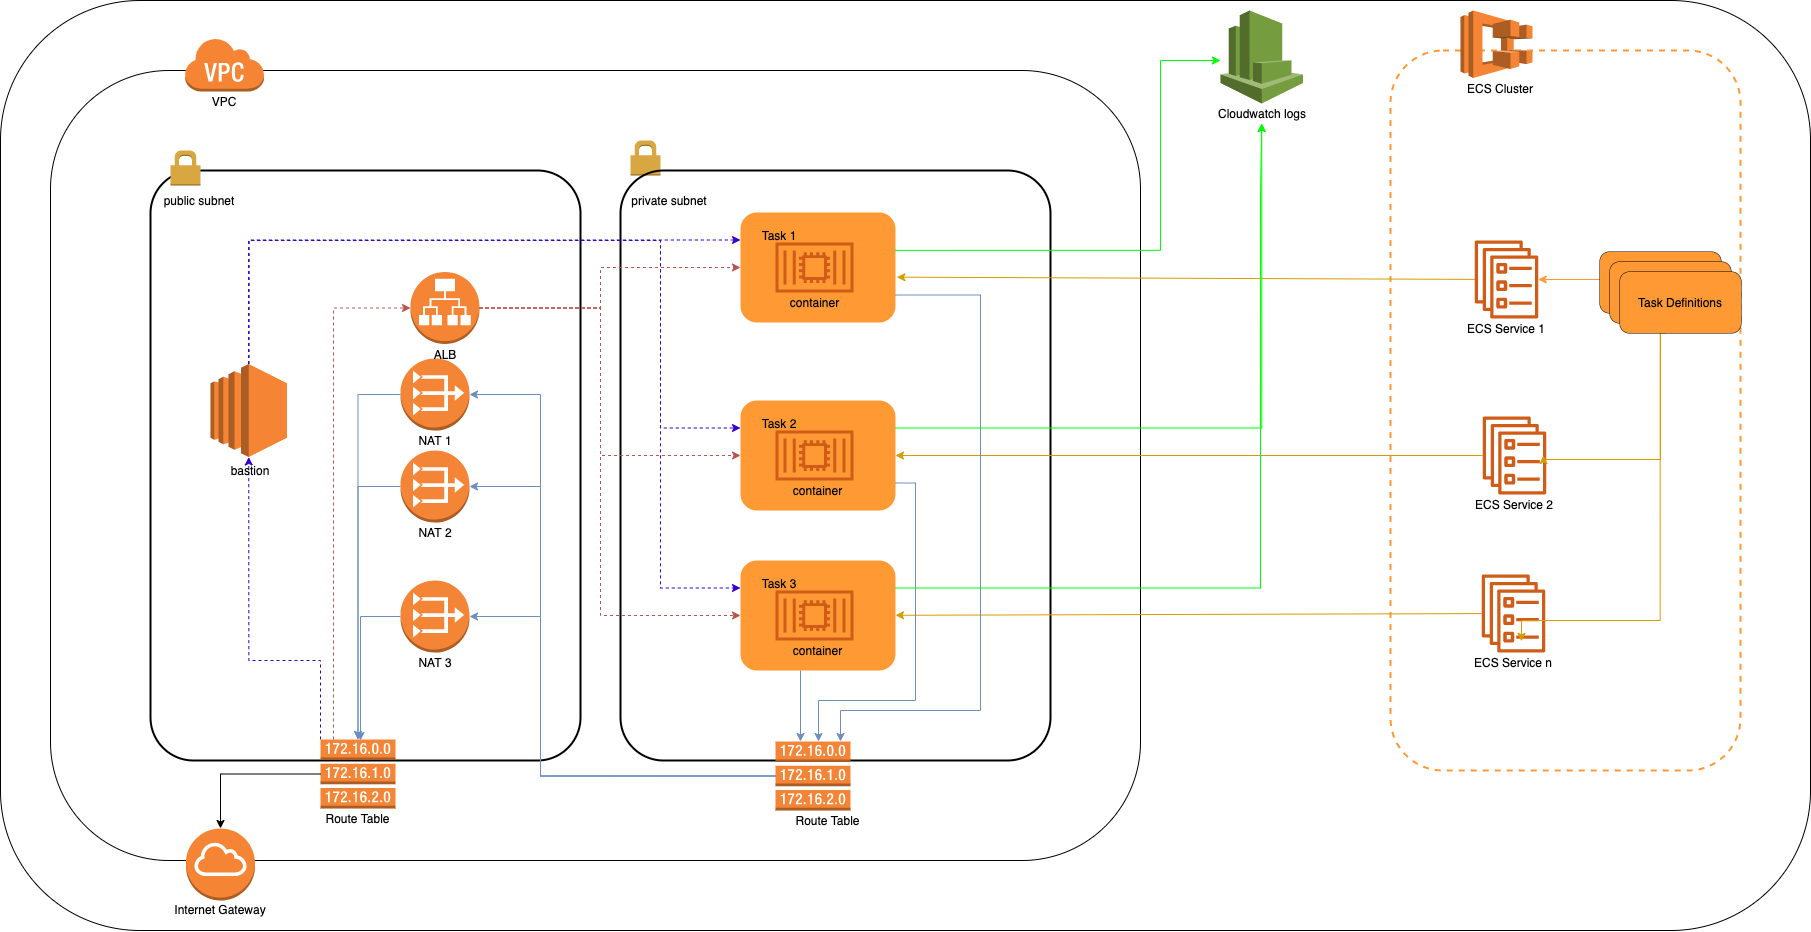 VPC
VPC
public subnet
private subnet
Cloudwatch logs
ECS Cluster
Task 1
container
ALB
NAT 1
bastion
NAT 2
NAT 3
Task 2
container
Task 3
container
ECS Service 1
Task Definitions
ECS Service 2
ECS Service n
172.16.0.0
172.16.1.0
172.16.2.0
Route Table
172.16.0.0
172.16.1.0
172.16.2.0
Route Table
Internet Gateway